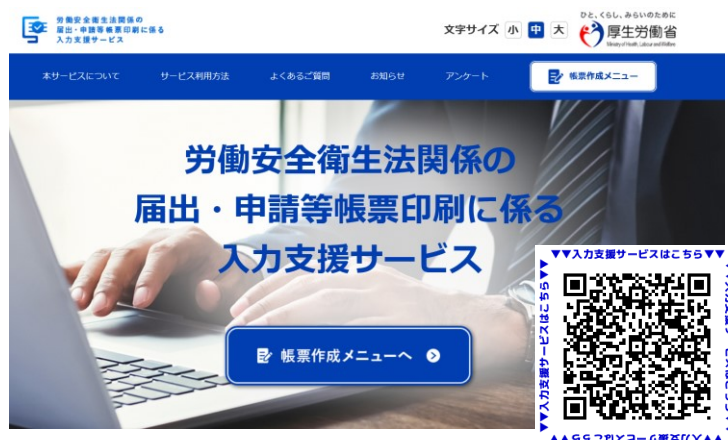 労働安全衛生法関係の
届出・申請等帳票印刷に係る
入力支援サービス
文字サイズ 小 中 大
ひと、くらし、みらいのために
厚生労働省
Ministry of Health, Labour and Welfare
本サービスについて サービス利用方法 よくあるご質問 お知らせ アンケート 帳票作成メニュー
労働安全衛生法関係の
届出・申請等帳票印刷に係る
入力支援サービス
帳票作成メニューへ
▼▼入力支援サービスはこちら▼▼
▼▼入力支援サービスはこちら▼▼